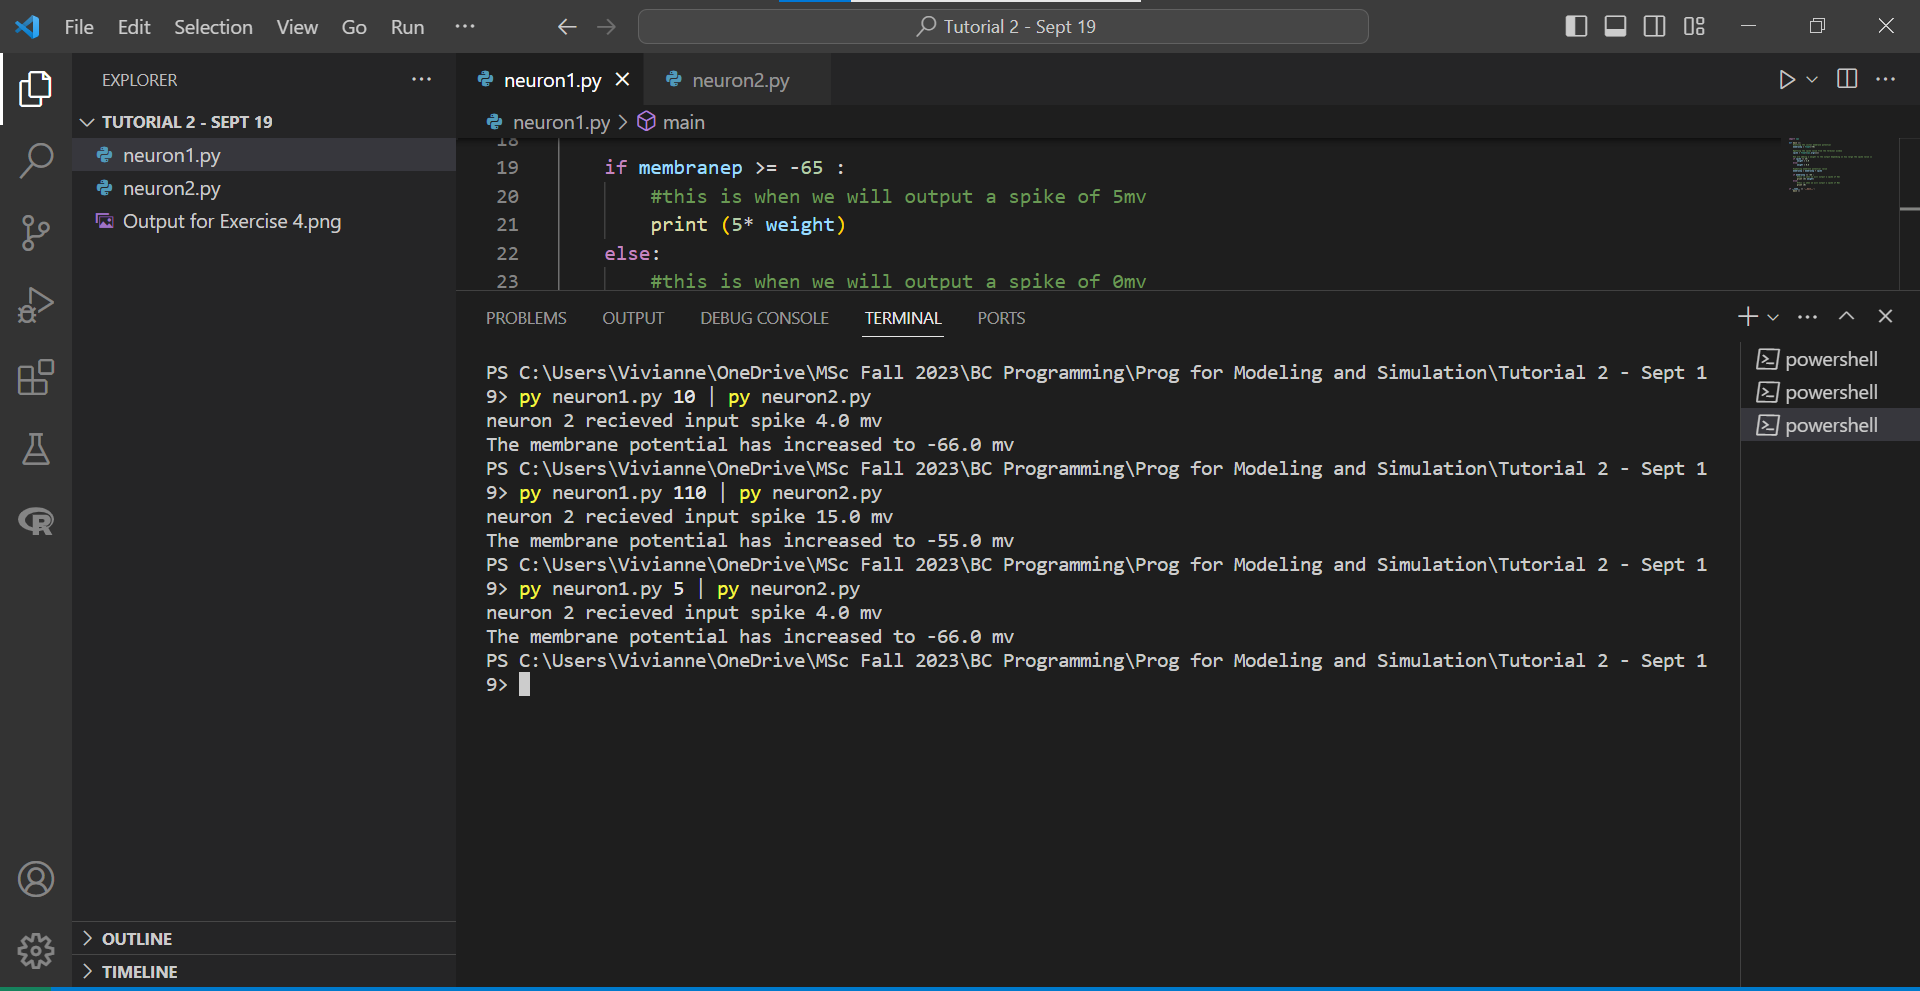 File Edit Selection View Go Run ··· Tutorial 2 - Sept 19
EXPLORER
TUTORIAL 2 - SEPT 19
neuron1.py
neuron2.py
Output for Exercise 4.png
OUTLINE
TIMELINE
neuron1.py neuron2.py
neuron1.py > main
18
19 if membranep >= -65 :
20 #this is when we will output a spike of 5mv
21 print (5* weight)
22 else:
23 #this is when we will output a spike of 0mv
PROBLEMS OUTPUT DEBUG CONSOLE TERMINAL PORTS
PS C:\Users\Vivianne\OneDrive\MSc Fall 2023\BC Programming\Prog for Modeling and Simulation\Tutorial 2 - Sept 1
9> py neuron1.py 10 | py neuron2.py
neuron 2 recieved input spike 4.0 mv
The membrane potential has increased to -66.0 mv
PS C:\Users\Vivianne\OneDrive\MSc Fall 2023\BC Programming\Prog for Modeling and Simulation\Tutorial 2 - Sept 1
9> py neuron1.py 110 | py neuron2.py
neuron 2 recieved input spike 15.0 mv
The membrane potential has increased to -55.0 mv
PS C:\Users\Vivianne\OneDrive\MSc Fall 2023\BC Programming\Prog for Modeling and Simulation\Tutorial 2 - Sept 1
9> py neuron1.py 5 | py neuron2.py
neuron 2 recieved input spike 4.0 mv
The membrane potential has increased to -66.0 mv
PS C:\Users\Vivianne\OneDrive\MSc Fall 2023\BC Programming\Prog for Modeling and Simulation\Tutorial 2 - Sept 1
9>
powershell
powershell
powershell